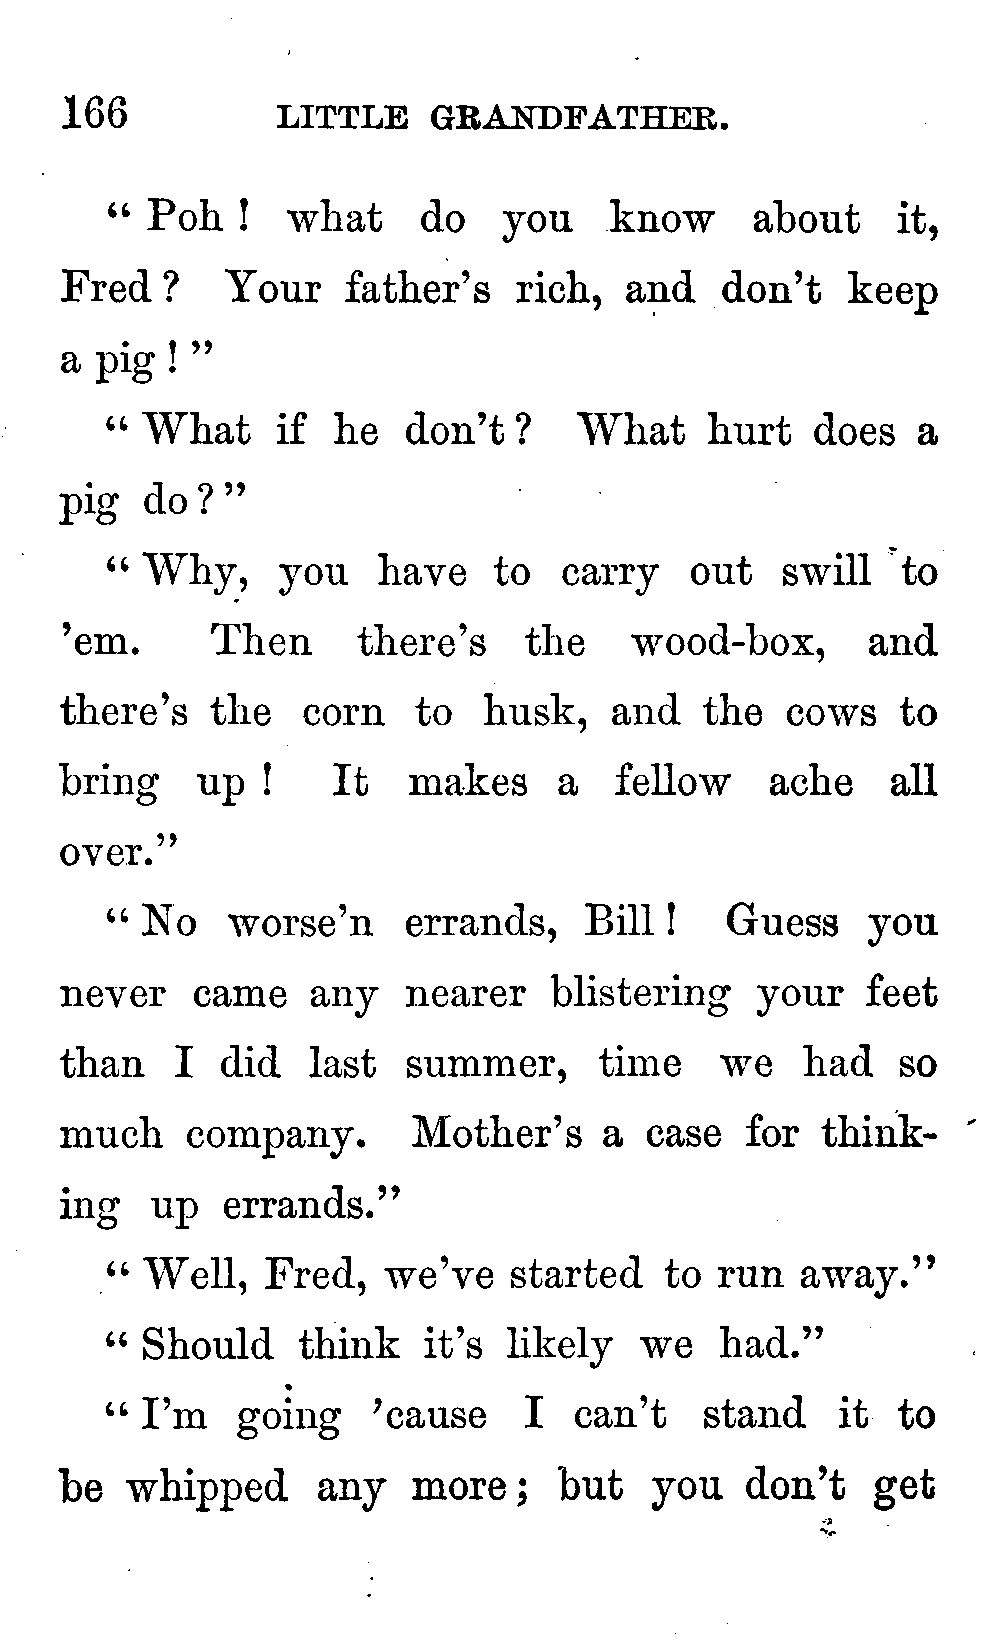 166 LITTLE GRANDFATHER.
“ Poh ! what do you know about it,
Fred ? Your father’s rich, and don’t keep
a pig ! ”
“ What if he don’t ? What hurt does a
pig do ? ”
“ Why, you have to carry out swill to
’em. Then there’s the wood-box, and
there’s the corn to husk, and the cows to
bring up ! It makes a fellow ache all
over.”
“ No worse’n errands, Bill ! Guess you
never came any nearer blistering your feet
than I did last summer, time we had so
much company. Mother’s a case for think-
ing up errands.”
“ Well, Fred, we’ve started to run away.”
“ Should think it’s likely we had.”
“ I’m going ’cause I can’t stand it to
be whipped any more ; but you don’t get